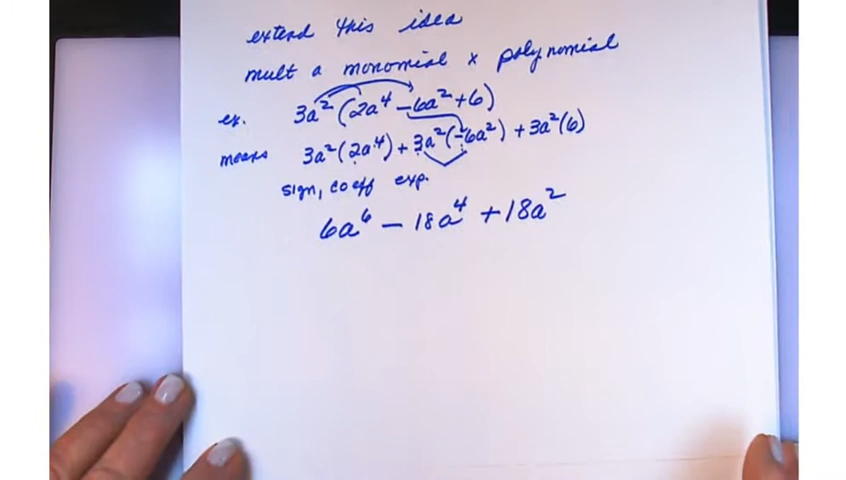 extend this idea
mult a monomial x polynomial
ex. 3a²(2a⁴ - 6a² + 6)
means 3a²(2a⁴) + 3a²(-6a²) + 3a²(6)
sign, coeff exp.
6a⁶ - 18a⁴ + 18a²